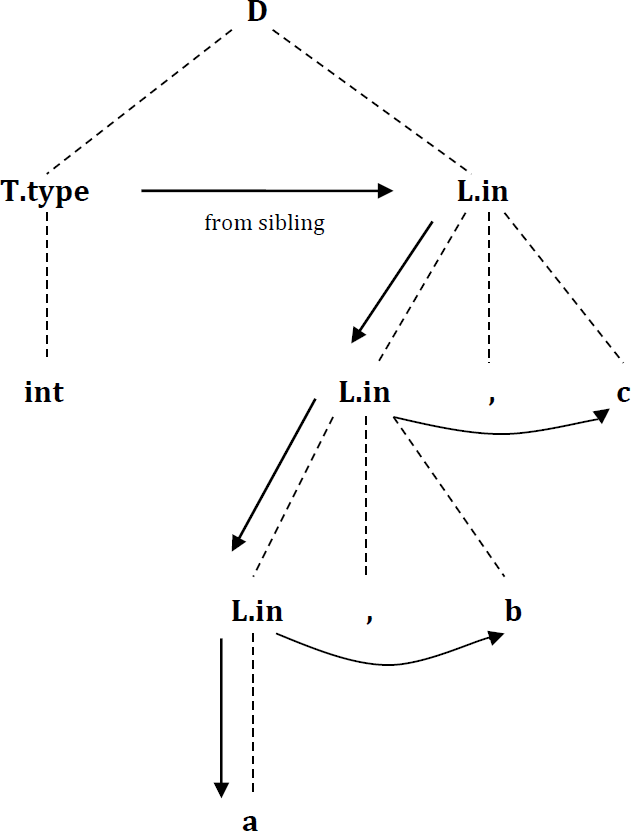 D
T.type L.in
from sibling
int L.in , c
L.in , b
a